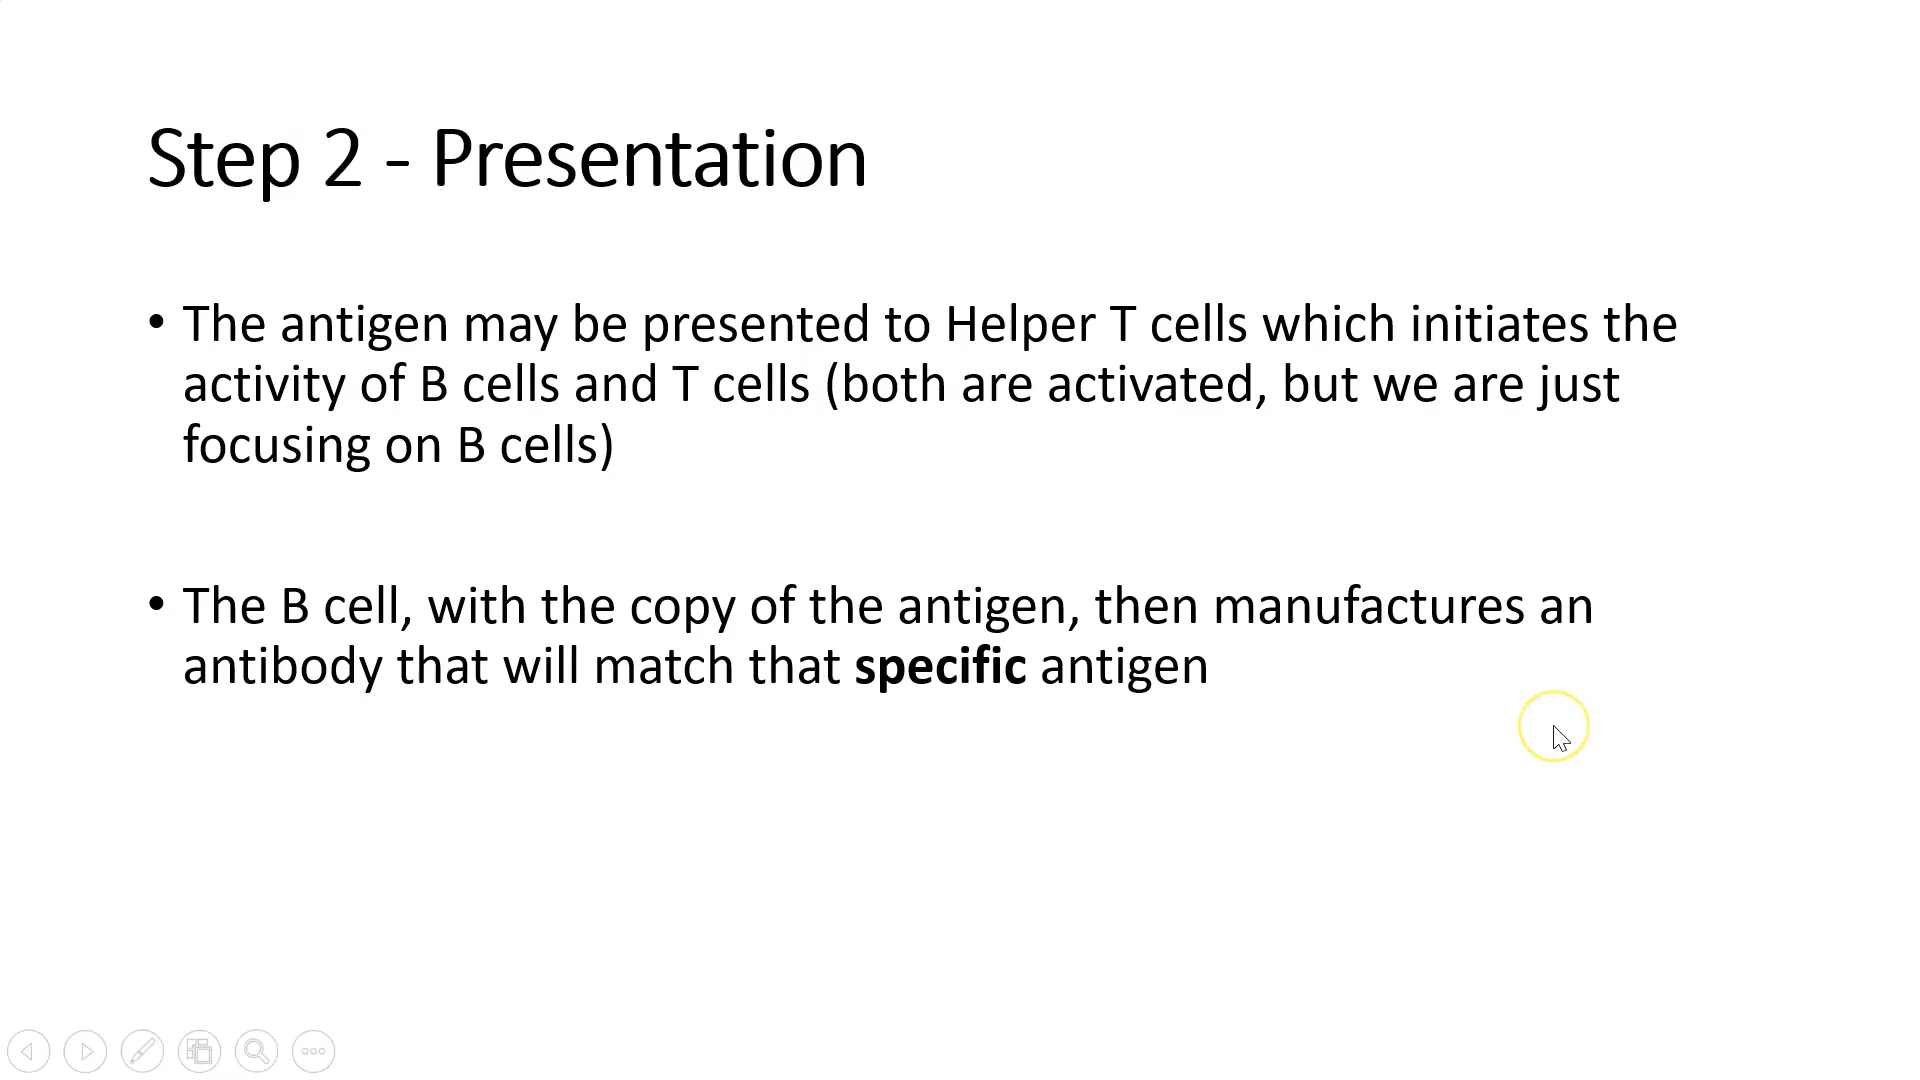 Step 2 - Presentation
• The antigen may be presented to Helper T cells which initiates the
activity of B cells and T cells (both are activated, but we are just
focusing on B cells)
• The B cell, with the copy of the antigen, then manufactures an
antibody that will match that specific antigen